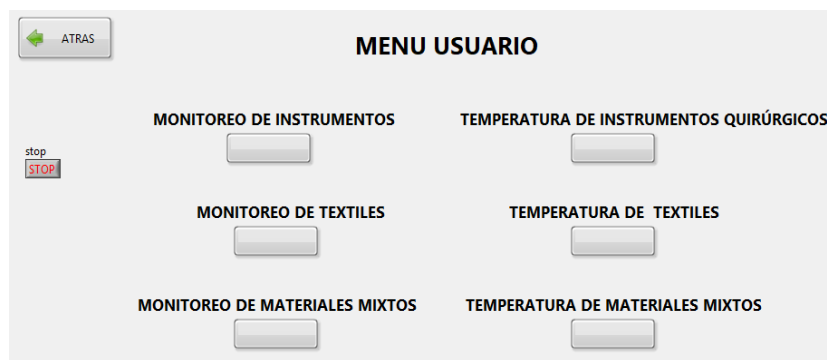 ATRAS
MENU USUARIO
MONITOREO DE INSTRUMENTOS
TEMPERATURA DE INSTRUMENTOS QUIRÚRGICOS
stop
STOP
MONITOREO DE TEXTILES
TEMPERATURA DE TEXTILES
MONITOREO DE MATERIALES MIXTOS
TEMPERATURA DE MATERIALES MIXTOS